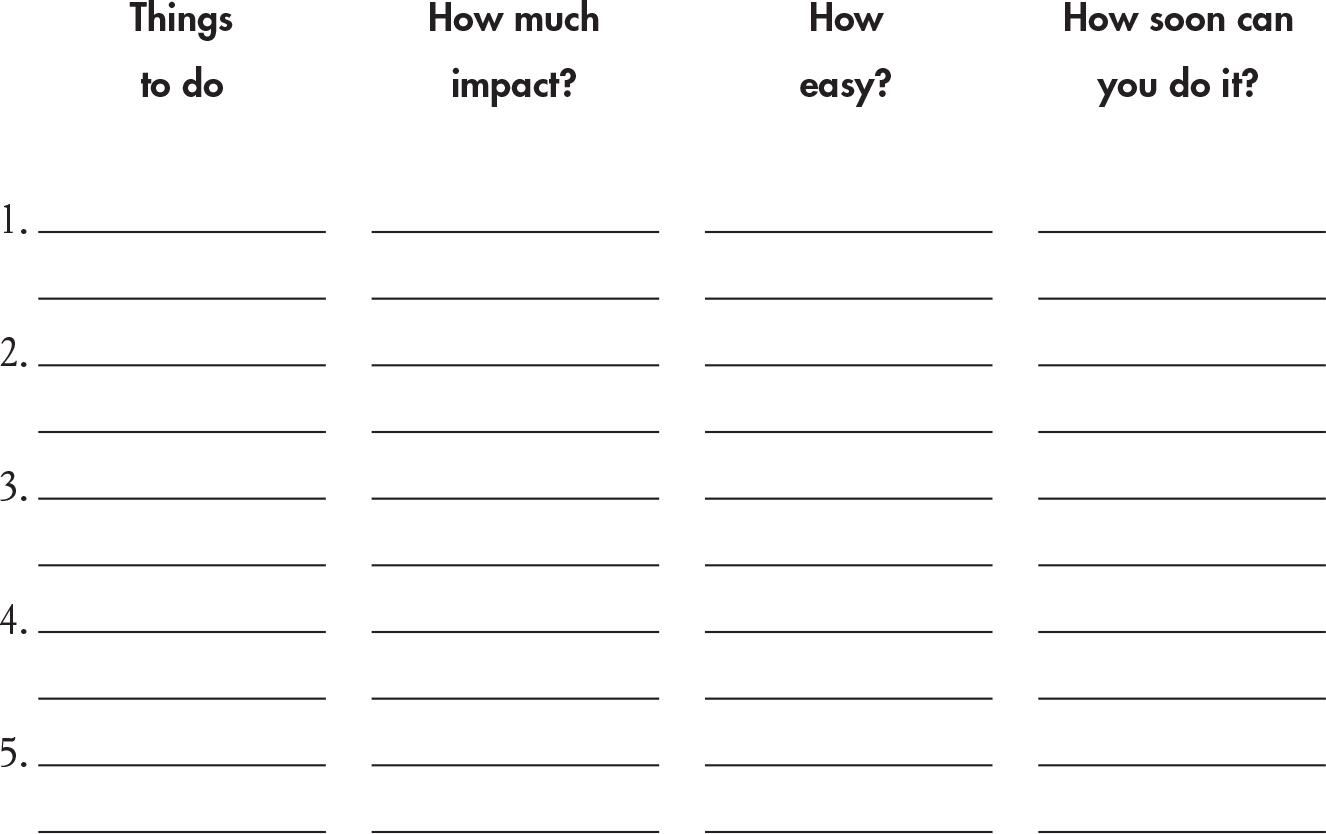 Things How much How How soon can
to do impact? easy? you do it?
1.
2.
3.
4.
5.